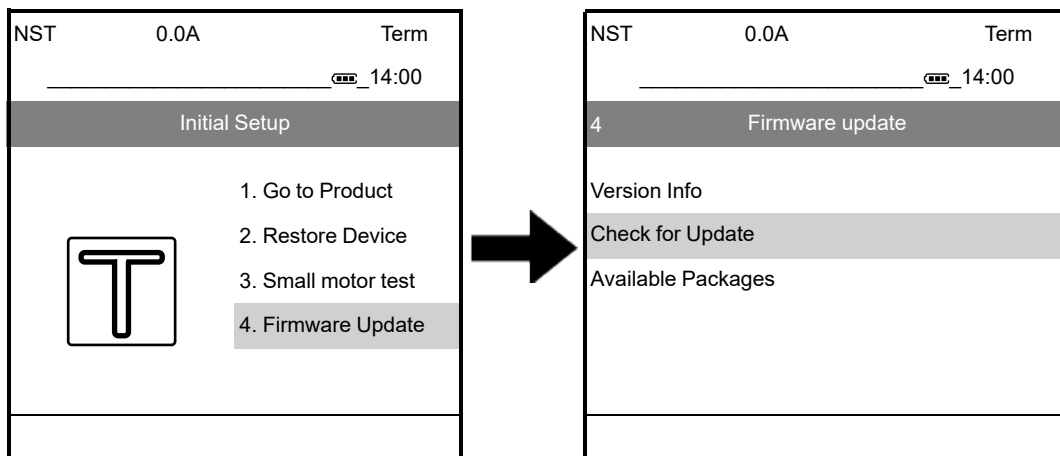 NST 0.0A Term
14:00
Initial Setup
1. Go to Product
2. Restore Device
3. Small motor test
4. Firmware Update
NST 0.0A Term
14:00
4 Firmware update
Version Info
Check for Update
Available Packages